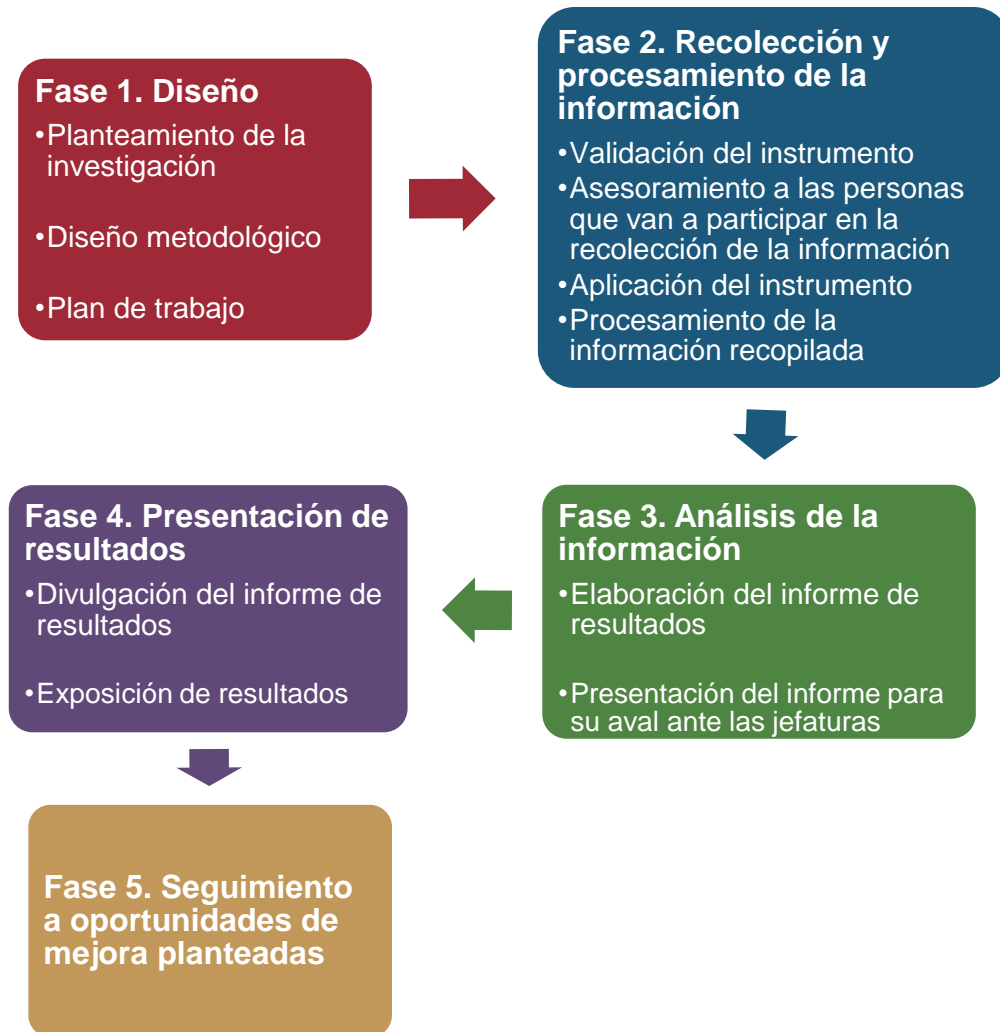 Fase 1. Diseño
•Planteamiento de la
investigación
•Diseño metodológico
•Plan de trabajo
Fase 2. Recolección y
procesamiento de la
información
•Validación del instrumento
•Asesoramiento a las personas
que van a participar en la
recolección de la información
•Aplicación del instrumento
•Procesamiento de la
información recopilada
Fase 3. Análisis de la
información
•Elaboración del informe de
resultados
•Presentación del informe para
su aval ante las jefaturas
Fase 4. Presentación de
resultados
•Divulgación del informe de
resultados
•Exposición de resultados
Fase 5. Seguimiento
a oportunidades de
mejora planteadas